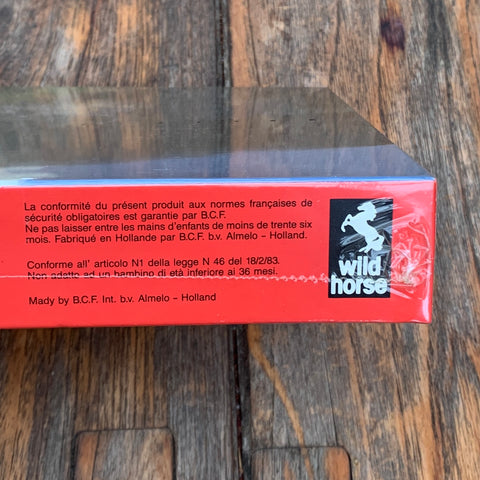 La conformité du présent produit aux normes françaises de
sécurité obligatoires est garantie par B.C.F.
Ne pas laisser entre les mains d'enfants de moins de trente six
mois. Fabriqué en Hollande par B.C.F. b.v. Almelo – Holland.
Conforme all' articolo N1 della legge N 46 del 18/2/83.
Non adatto ad un bambino di età inferiore ai 36 mesi.
Mady by B.C.F. Int. b.v. Almelo – Holland
wild
horse